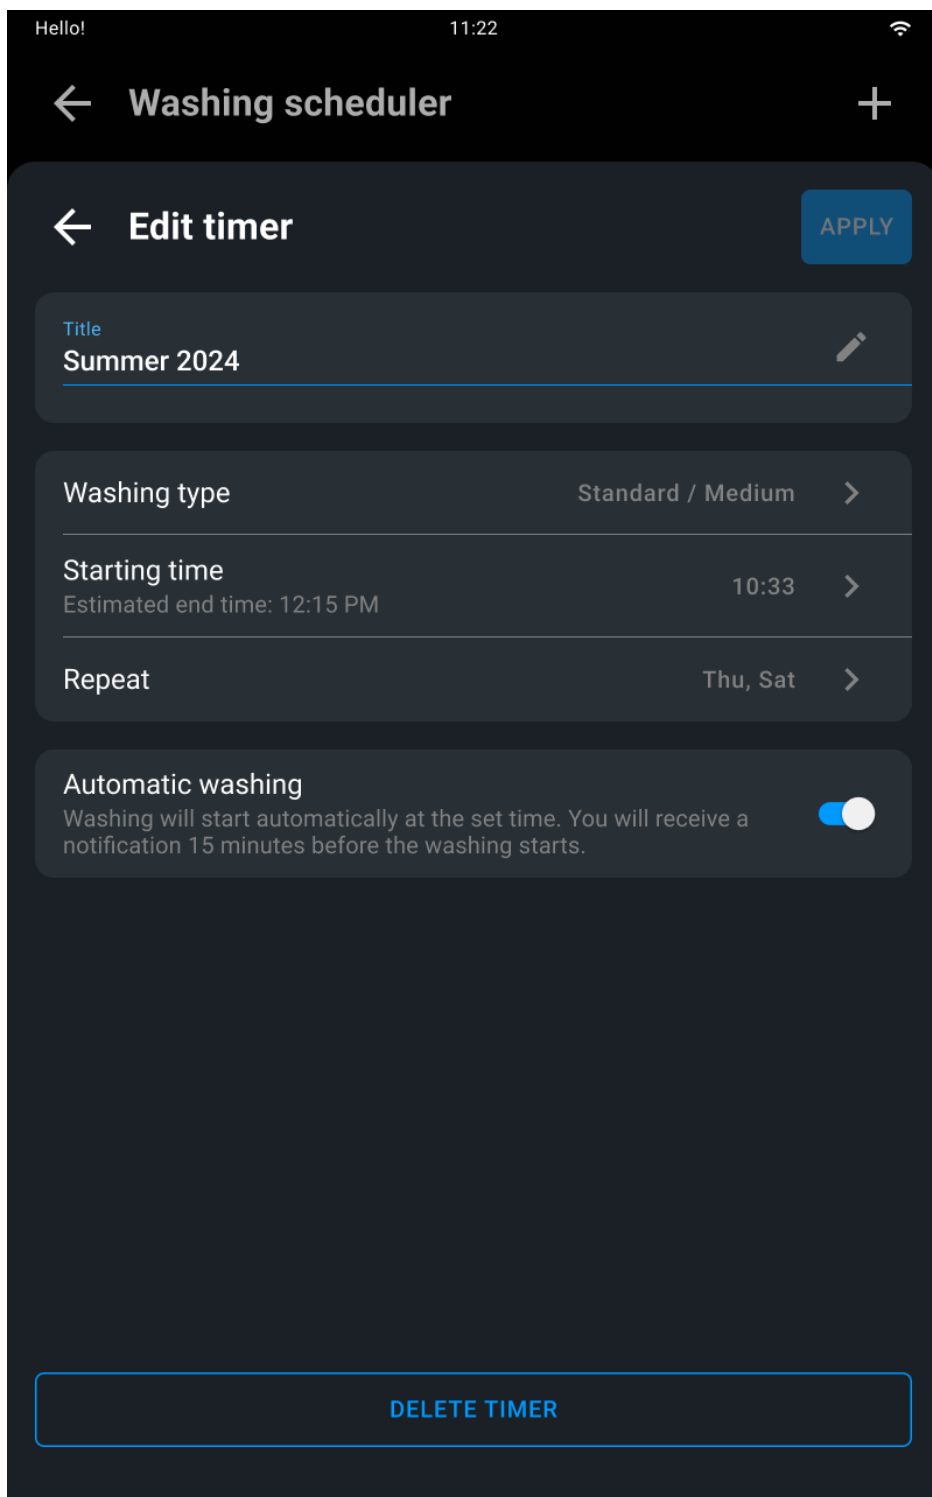 Hello!
11:22
Washing scheduler
Edit timer
APPLY
Title
Summer 2024
Washing type
Standard / Medium
Starting time
Estimated end time: 12:15 PM
10:33
Repeat
Thu, Sat
Automatic washing
Washing will start automatically at the set time. You will receive a
notification 15 minutes before the washing starts.
DELETE TIMER